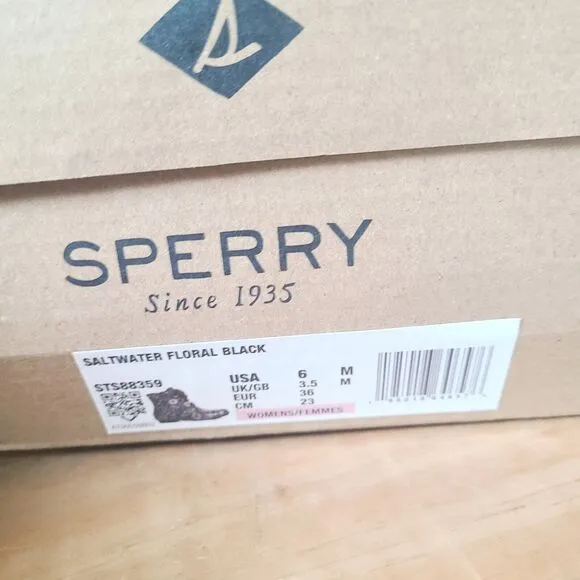 SPERRY
Since 1935
SALTWATER FLORAL BLACK
STS88359
USA 6 M
UK/GB 3.5 M
EUR 36
CM 23
WOMENS/FEMMES